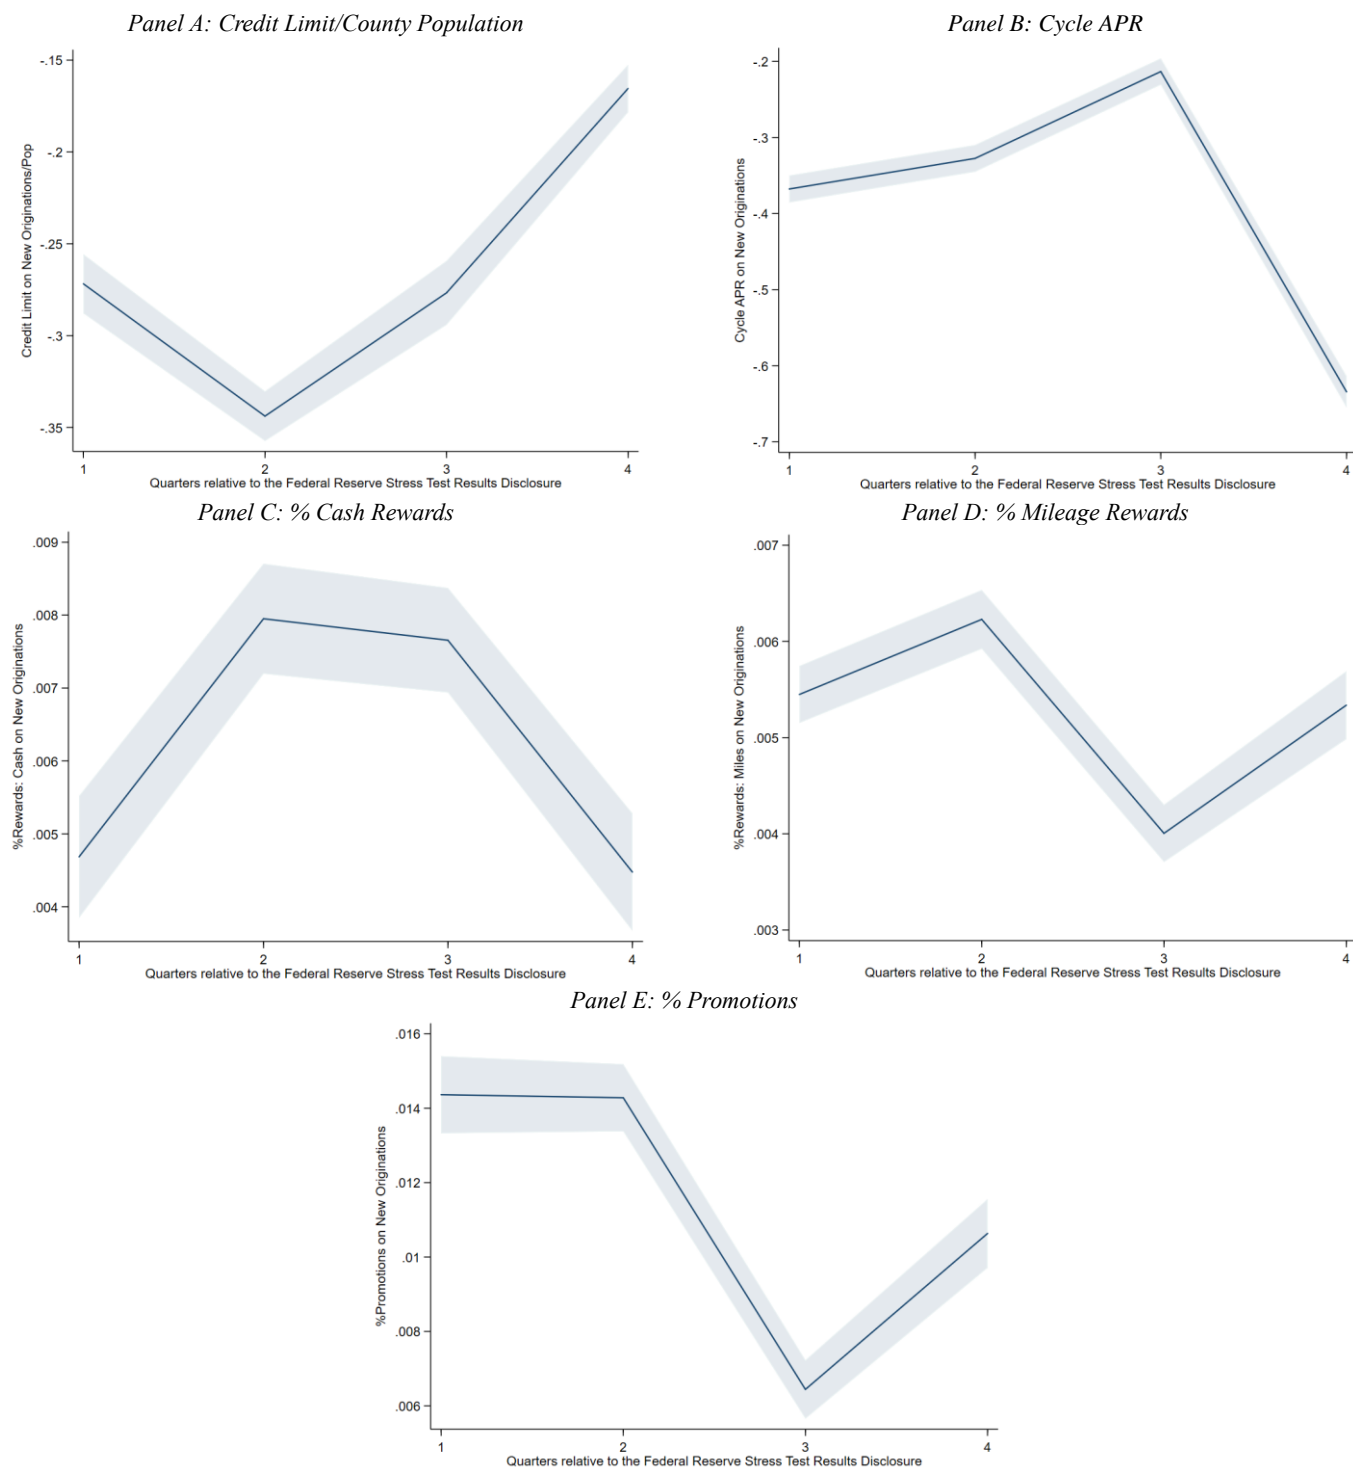 Panel A: Credit Limit/County Population
Credit Limit on New Originations/Pop
-.15
-.2
-.25
-.3
-.35
1 2 3 4
Quarters relative to the Federal Reserve Stress Test Results Disclosure
Panel B: Cycle APR
Cycle APR on New Originations
-.2
-.3
-.4
-.5
-.6
-.7
1 2 3 4
Quarters relative to the Federal Reserve Stress Test Results Disclosure
Panel C: % Cash Rewards
%Rewards: Cash on New Originations
.009
.008
.007
.006
.005
.004
1 2 3 4
Quarters relative to the Federal Reserve Stress Test Results Disclosure
Panel D: % Mileage Rewards
%Rewards: Miles on New Originations
.007
.006
.005
.004
.003
1 2 3 4
Quarters relative to the Federal Reserve Stress Test Results Disclosure
Panel E: % Promotions
%Promotions on New Originations
.016
.014
.012
.01
.008
.006
1 2 3 4
Quarters relative to the Federal Reserve Stress Test Results Disclosure